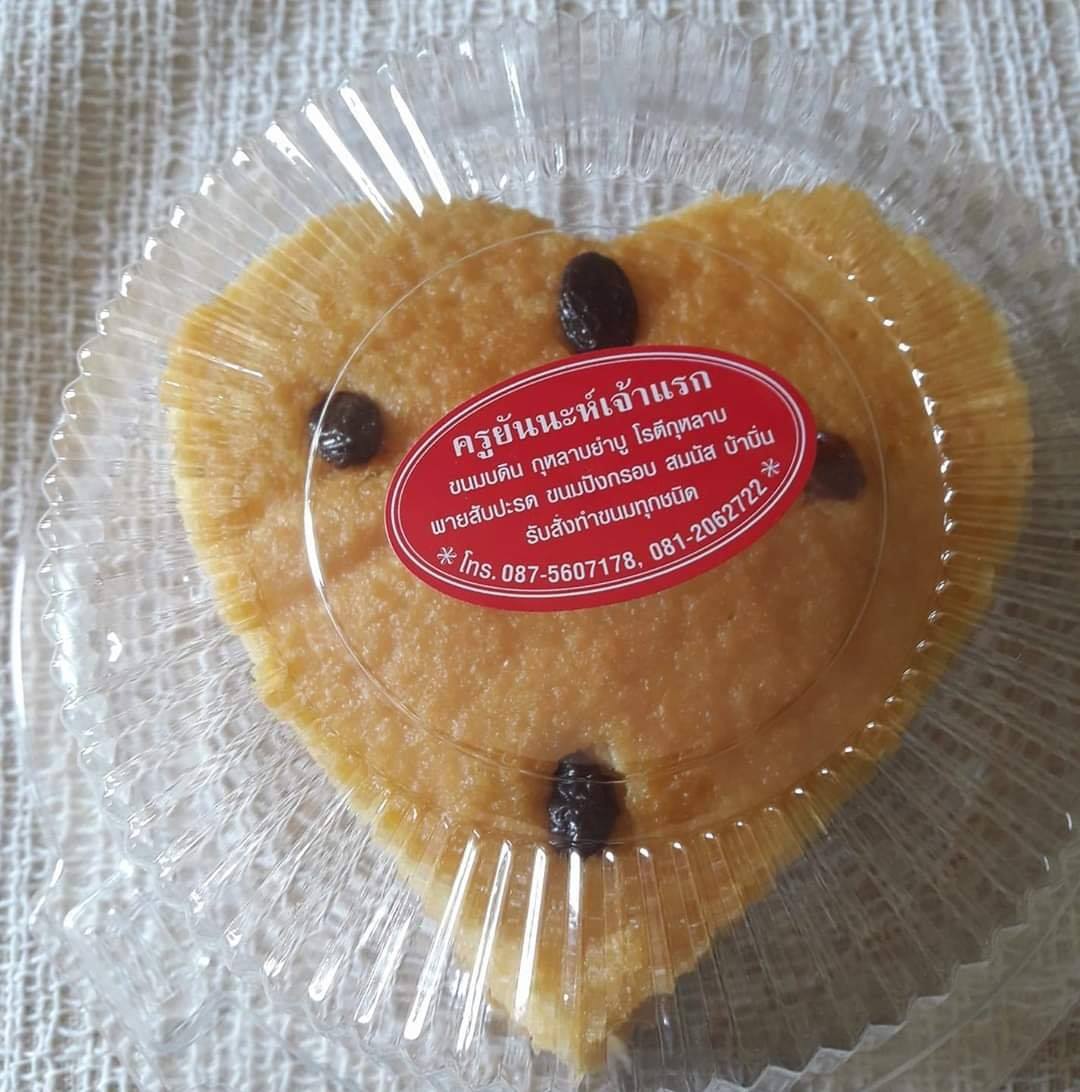 ครูยันนะห์เจ้าแรก
ขนมบดิน กุหลาบย่าบู โรตีกุหลาบ
พายสับปะรด ขนมปังกรอบ สมนัส บ้าบิ่น
รับสั่งทำขนมทุกชนิด
*โทร. 087-5607178, 081-2062722*